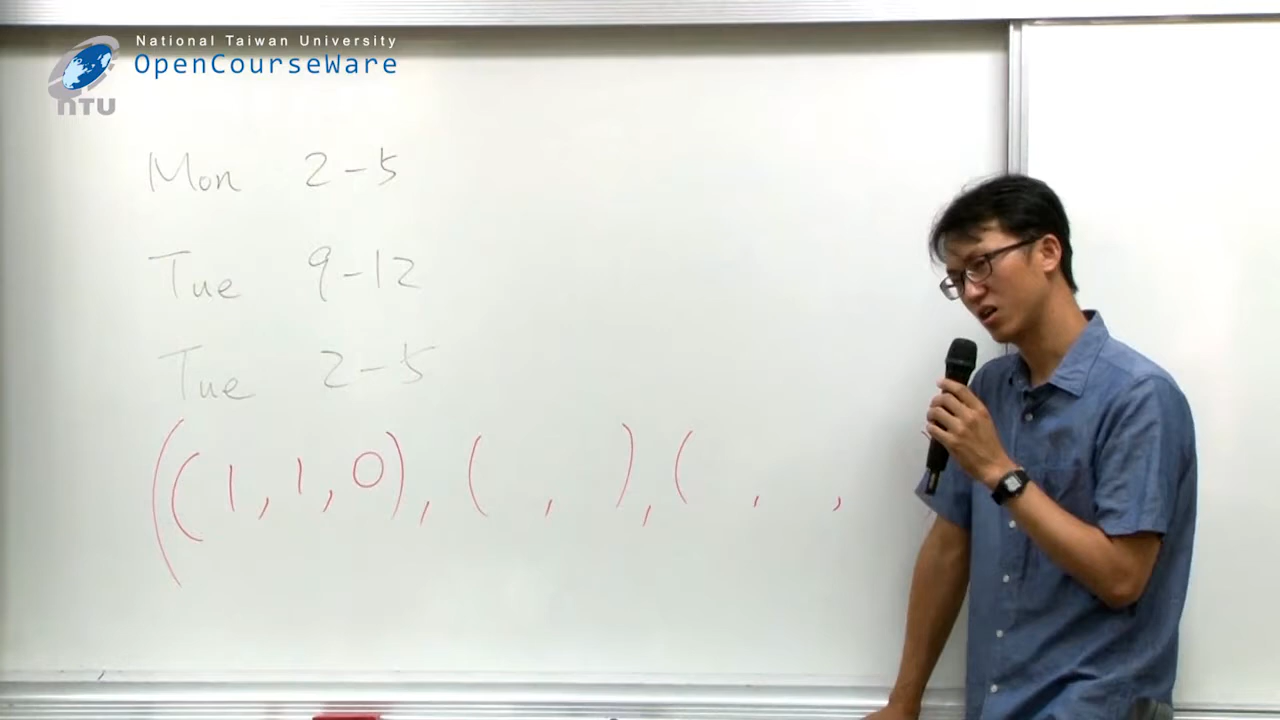 National Taiwan University
OpenCourseWare
NTU
Mon 2-5
Tue 9-12
Tue 2-5
((1,1,0),( , ),( , ,